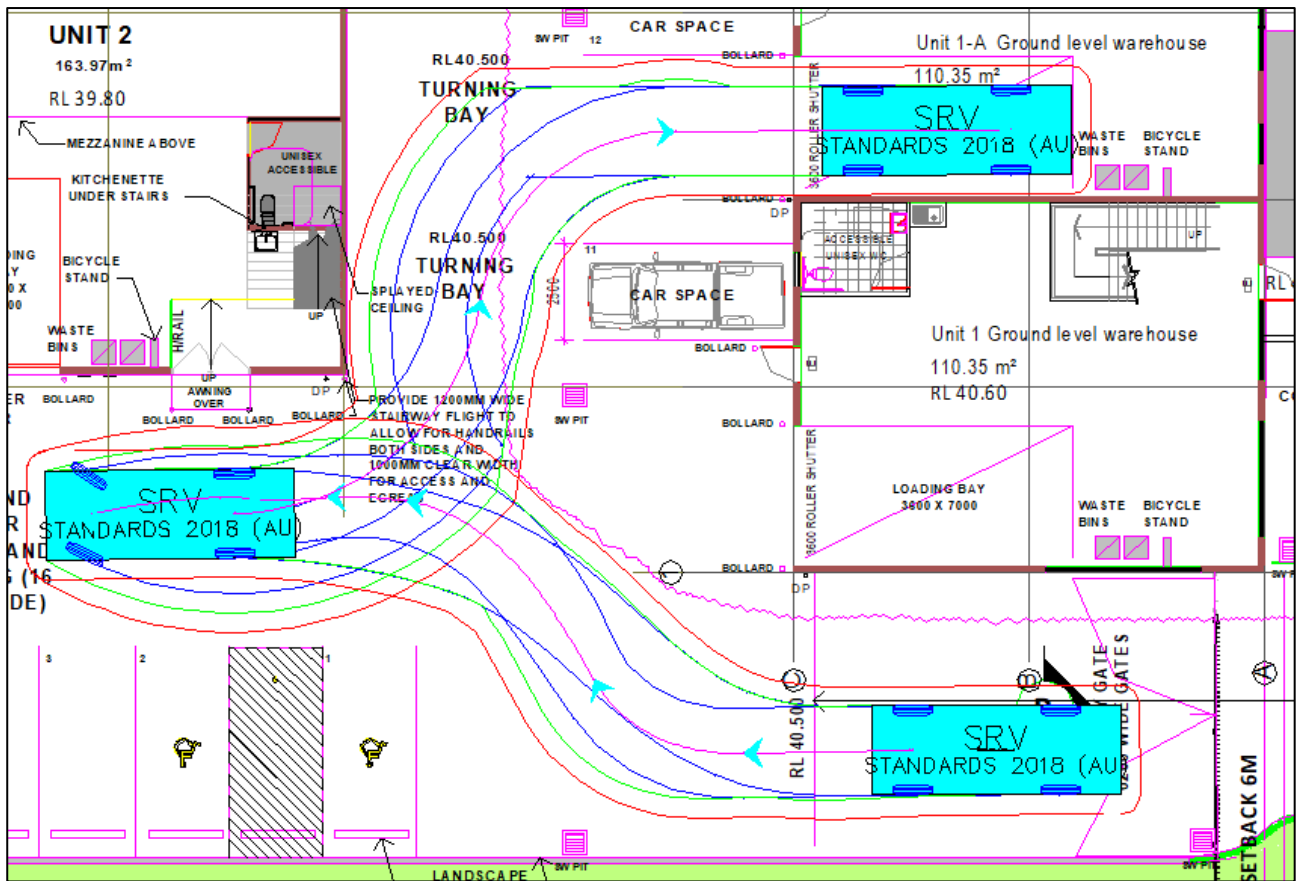 UNIT 2
163.97m²
RL 39.80
MEZZANINE ABOVE
UNISEX
ACCESSIBLE
KITCHENETTE
UNDER STAIRS
BICYCLE
STAND
WASTE
BINS
H/RAIL
UP
SPLAYED
CEILING
UP
AWNING
OVER
BOLLARD
BOLLARD
BOLLARD
BOLLARD
DP
PROVIDE 1200MM WIDE
STAIRWAY FLIGHT TO
ALLOW FOR HANDRAILS
BOTH SIDES AND
1000MM CLEAR WIDTH
FOR ACCESS AND
RL40.500
TURNING
BAY
RL40.500
TURNING
BAY
SW PIT
12
CAR SPACE
BOLLARD
Unit 1-A Ground level warehouse
110.35 m²
3600 ROLLER SHUTTER
SRV
STANDARDS 2018 (AU)
WASTE
BINS
BICYCLE
STAND
BOLLARD
DP
11
2500
CAR SPACE
ACCESSIBLE
UNISEX WC
UP
BOLLARD
Unit 1 Ground level warehouse
110.35 m²
RL 40.60
SW PIT
BOLLARD
3600 ROLLER SHUTTER
LOADING BAY
3600 X 7000
WASTE
BINS
BICYCLE
STAND
BOLLARD
DP
1
SRV
STANDARDS 2018 (AU)
(16
3
2
1
C
B
A
RL 40.500
GATE
WIDE GATES
SRV
STANDARDS 2018 (AU)
SETBACK 6M
SW PIT
LANDSCAPE